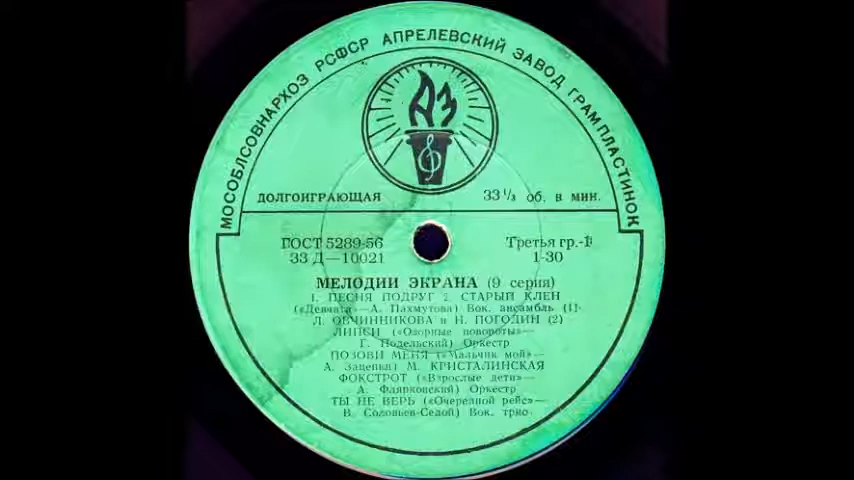 МОСОБЛСОВНАРХОЗ РСФСР АПРЕЛЕВСКИЙ ЗАВОД ГРАМПЛАСТИНОК
АЗ
ДОЛГОИГРАЮЩАЯ 33⅓ об. в мин.
ГОСТ 5289-56 Третья гр.-1
33 Д—10021 1-30
МЕЛОДИИ ЭКРАНА (9 серия)
1. ПЕСНЯ ПОДРУГ 2. СТАРЫЙ КЛЕН
(«Девчата»—А. Пахмутова) Вок. ансамбль (1)-
Л. ОВЧИННИКОВА и Н. ПОГОДИН (2)
ЛИПСИ («Озорные повороты»—
Г. Подельский) Оркестр
ПОЗОВИ МЕНЯ («Мальчик мой»—
А. Зацепин) М. КРИСТАЛИНСКАЯ
ФОКСТРОТ («Взрослые дети»—
А. Флярковский) Оркестр
ТЫ НЕ ВЕРЬ («Очередной рейс»—
В. Соловьев-Седой) Вок. трио